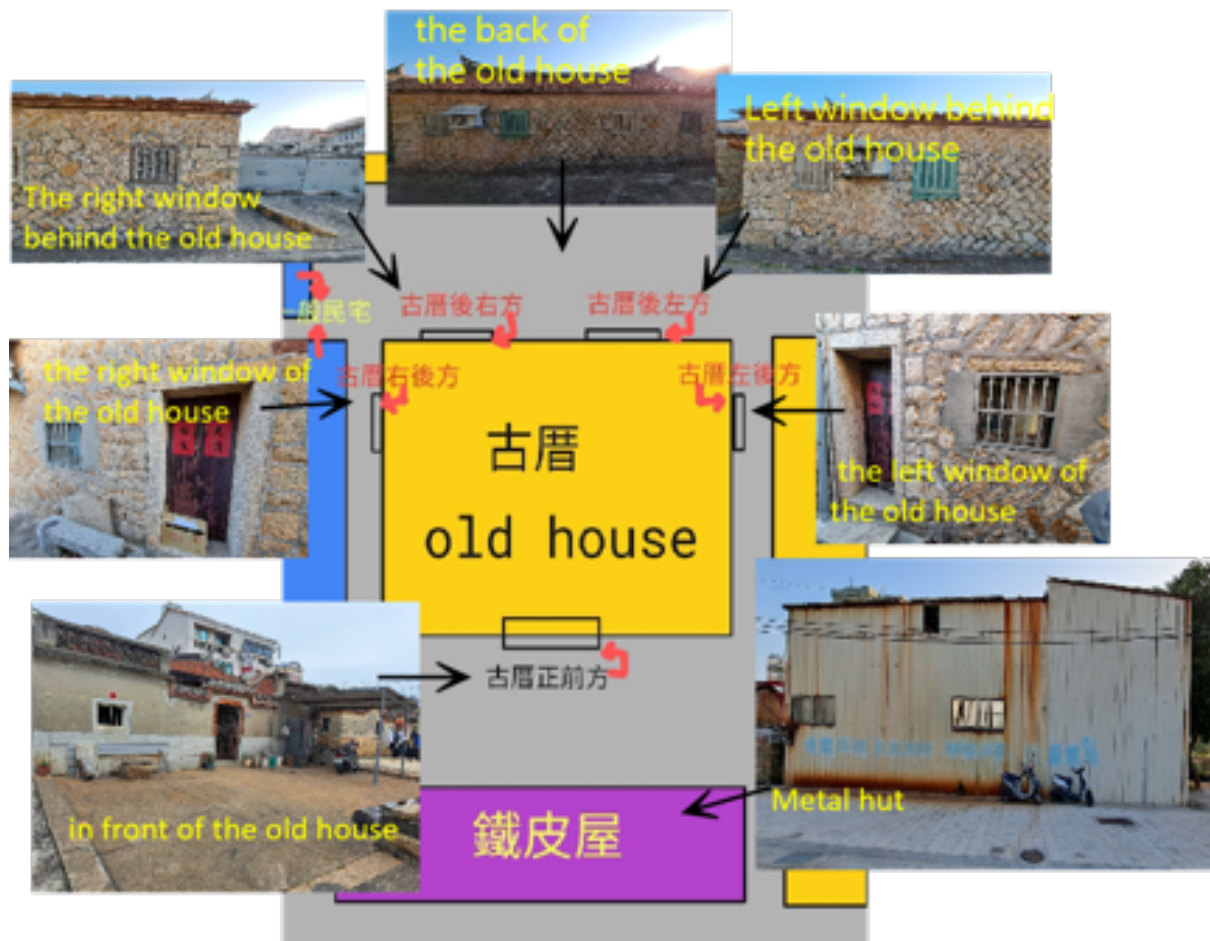 the back of
the old house
Left window behind
the old house
The right window
behind the old house
般民宅
古厝後右方
古厝後左方
the right window of
the old house
古厝右後方
古厝左後方
the left window of
the old house
古厝
old house
古厝正前方
in front of the old house
Metal hut
鐵皮屋